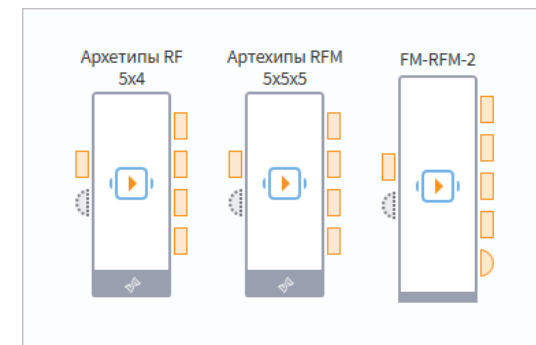 Архетипы RF
5x4
Артехипы RFM
5x5x5
FM-RFM-2